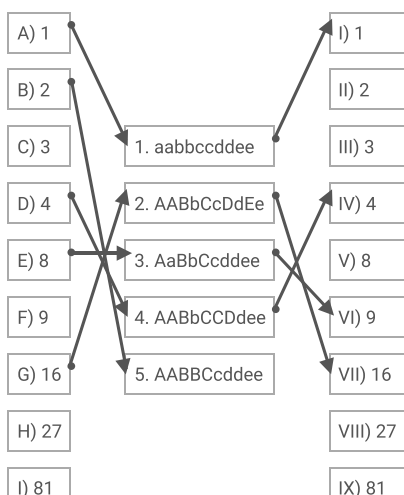 A) 1
B) 2
C) 3
D) 4
E) 8
F) 9
G) 16
H) 27
I) 81
1. aabbccddee
2. AABbCcDdEe
3. AaBbCcddee
4. AABbCCDdee
5. AABBCcddee
I) 1
II) 2
III) 3
IV) 4
V) 8
VI) 9
VII) 16
VIII) 27
IX) 81